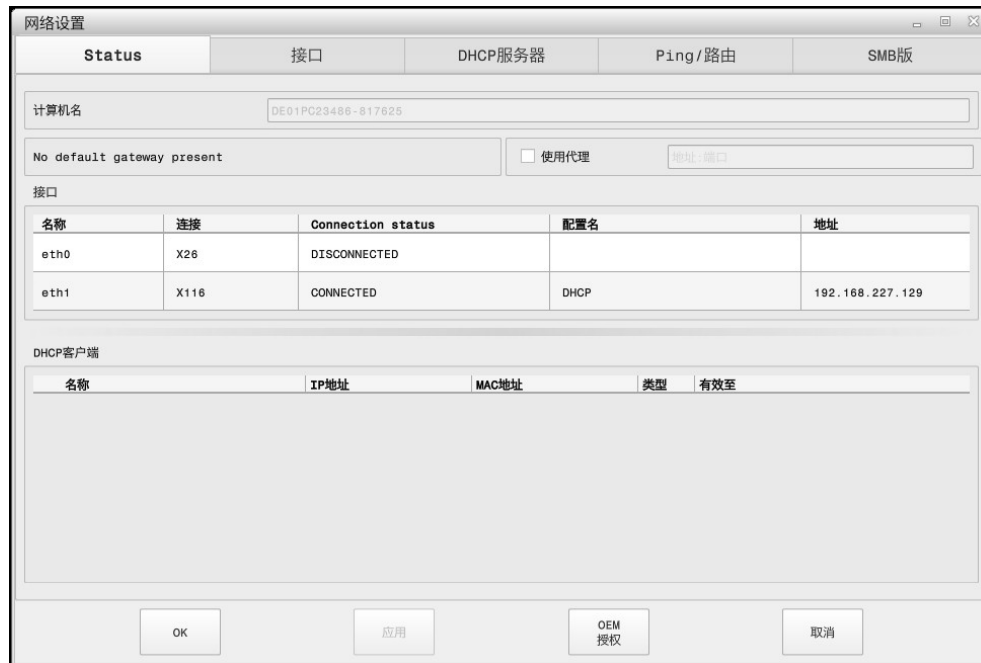 网络设置
Status 接口 DHCP服务器 Ping/路由 SMB版
计算机名 DE01PC23486-817625
No default gateway present 使用代理 地址:端口
接口
名称 连接 Connection status 配置名 地址
eth0 X26 DISCONNECTED
eth1 X116 CONNECTED DHCP 192.168.227.129
DHCP客户端
名称 IP地址 MAC地址 类型 有效至
OK 应用 OEM 取消
授权